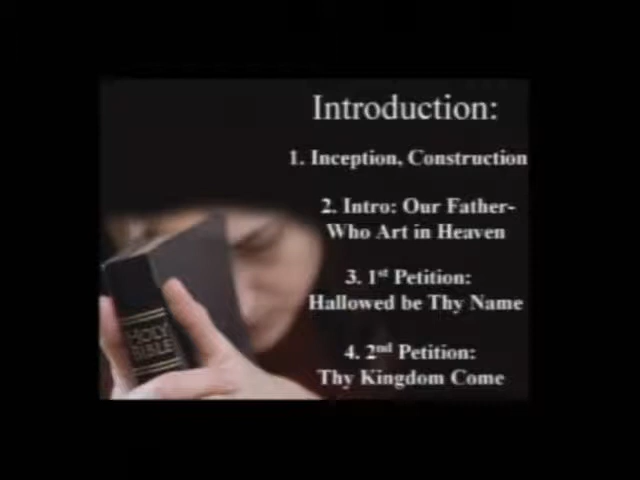 Introduction:
1. Inception, Construction
2. Intro: Our Father-
Who Art in Heaven
3. 1st Petition:
Hallowed be Thy Name
4. 2nd Petition:
Thy Kingdom Come
HOLY
BIBLE